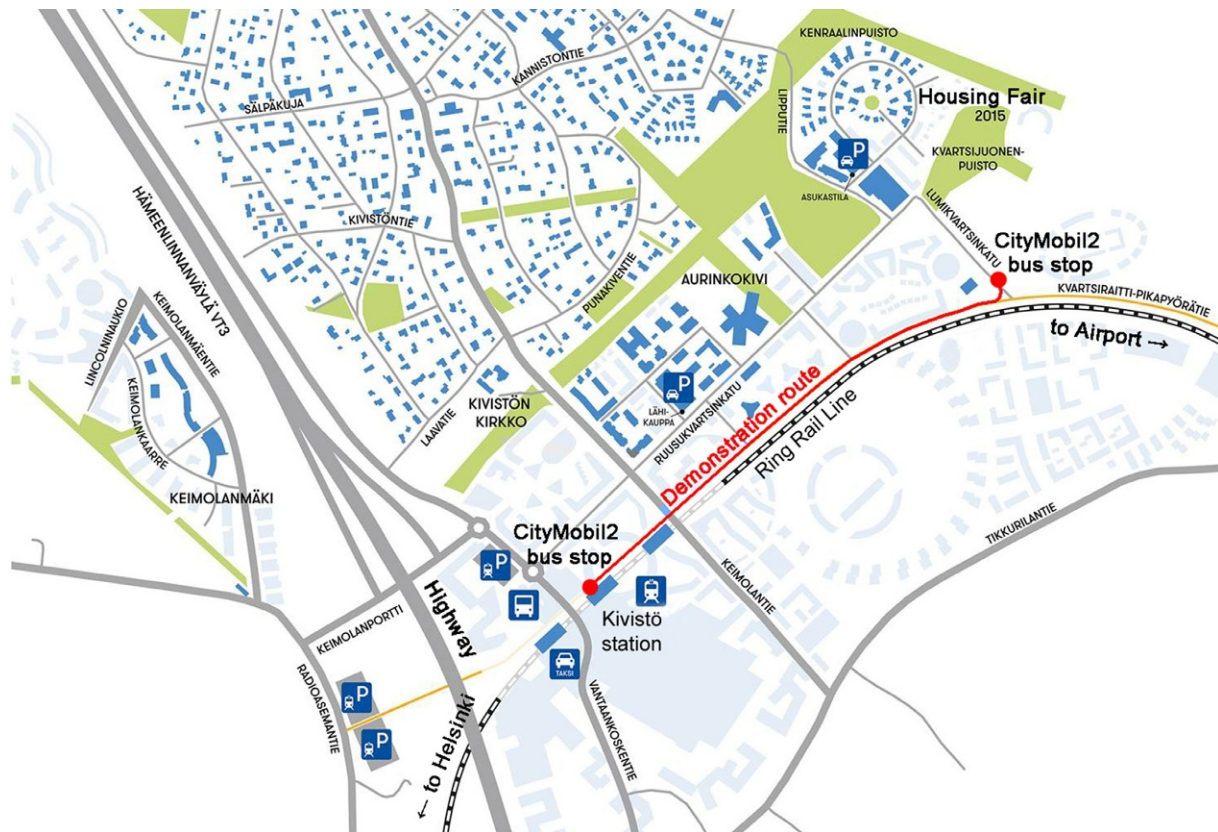 KENRAALINPUISTO
KANNISTONTIE
SÄLPÄKUJA
LIPPUTIE
Housing Fair
2015
P
KVARTSIJUONEN-
PUISTO
ASUKASTILA
LUMIKVARTSINKATU
HÄMEENLINNANVÄYLÄ VT3
KIVISTÖNTIE
CityMobil2
bus stop
AURINKOKIVI
PUNAKIVENTIE
KVARTSIRAITTI-PIKAPYÖRÄTIE
to Airport →
KEIMOLANMÄENTIE
LINCOLNINAUKIO
KEIMOLANKAARRE
P
LÄHI-
KAUPPA
RUUSUKVARTSINKATU
Demonstration route
Ring Rail Line
KIVISTÖN
KIRKKO
LAAVATIE
KEIMOLANMÄKI
TIKKURILANTIE
CityMobil2
bus stop
P
KEIMOLANTIE
Highway
Kivistö
station
KEIMOLANPORTTI
TAKSI
RADIOASEMANTIE
P
P
VANTAANKOSKENTIE
← to Helsinki